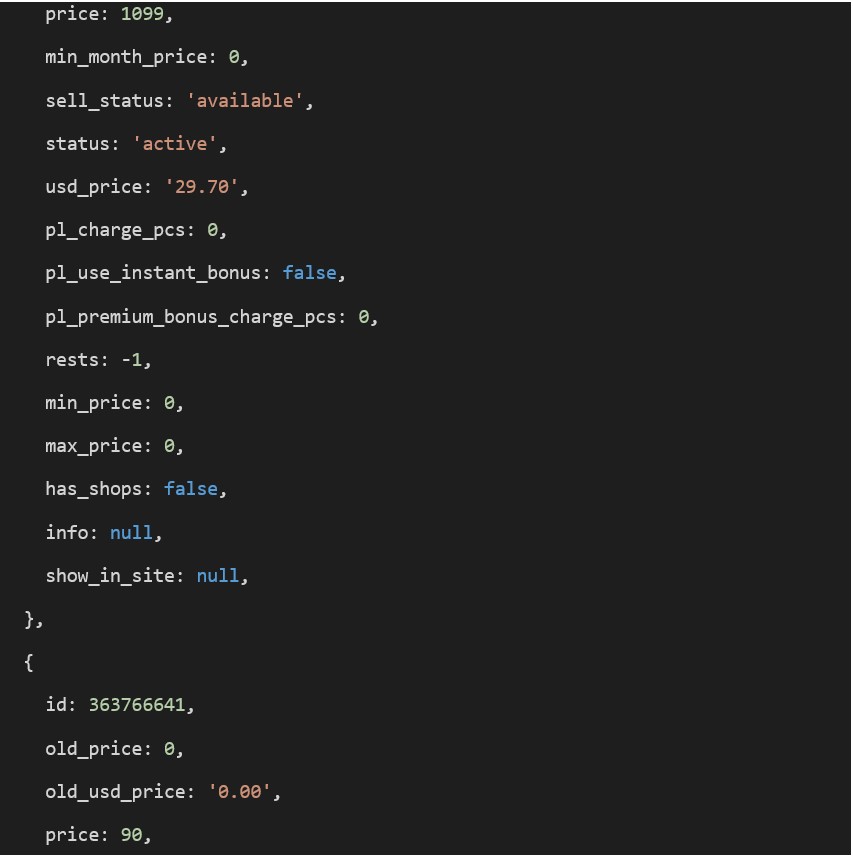 price: 1099,
min_month_price: 0,
sell_status: 'available',
status: 'active',
usd_price: '29.70',
pl_charge_pcs: 0,
pl_use_instant_bonus: false,
pl_premium_bonus_charge_pcs: 0,
rests: -1,
min_price: 0,
max_price: 0,
has_shops: false,
info: null,
show_in_site: null,
},
{
id: 363766641,
old_price: 0,
old_usd_price: '0.00',
price: 90,